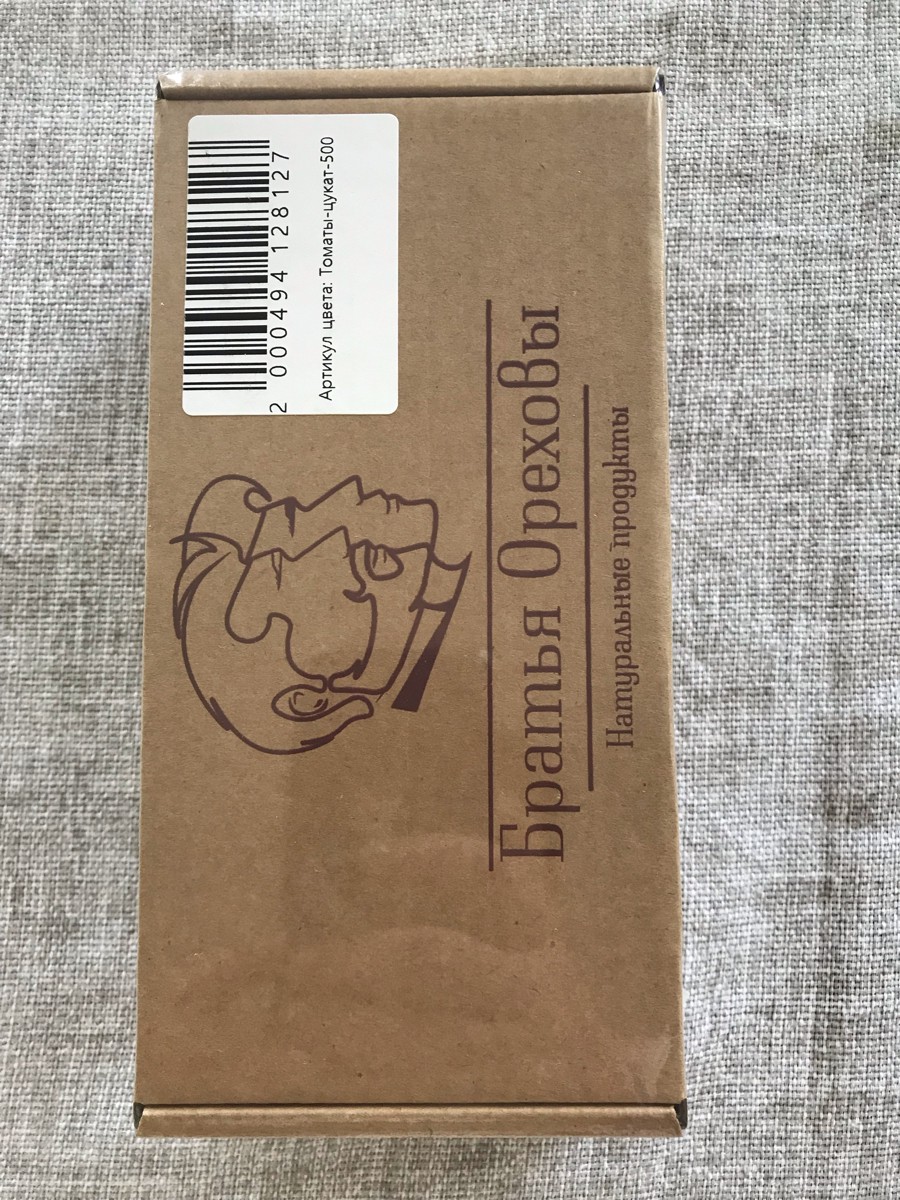 2 000494 128127
Артикул цвета: Томаты-цукат-500
Братья Ореховы
Натуральные продукты